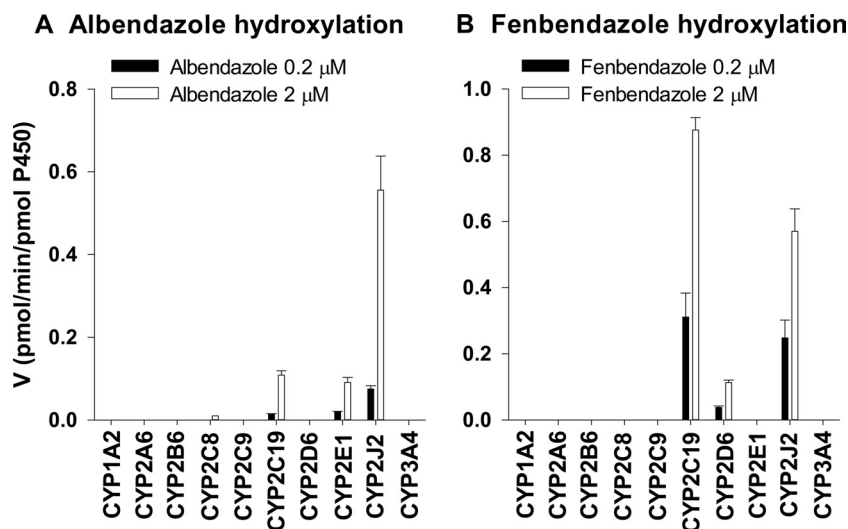 A Albendazole hydroxylation
Albendazole 0.2 μM
Albendazole 2 μM
V (pmol/min/pmol P450)
0.8
0.6
0.4
0.2
0.0
CYP1A2
CYP2A6
CYP2B6
CYP2C8
CYP2C9
CYP2C19
CYP2D6
CYP2E1
CYP2J2
CYP3A4
B Fenbendazole hydroxylation
Fenbendazole 0.2 μM
Fenbendazole 2 μM
1.0
0.8
0.6
0.4
0.2
0.0
CYP1A2
CYP2A6
CYP2B6
CYP2C8
CYP2C9
CYP2C19
CYP2D6
CYP2E1
CYP2J2
CYP3A4